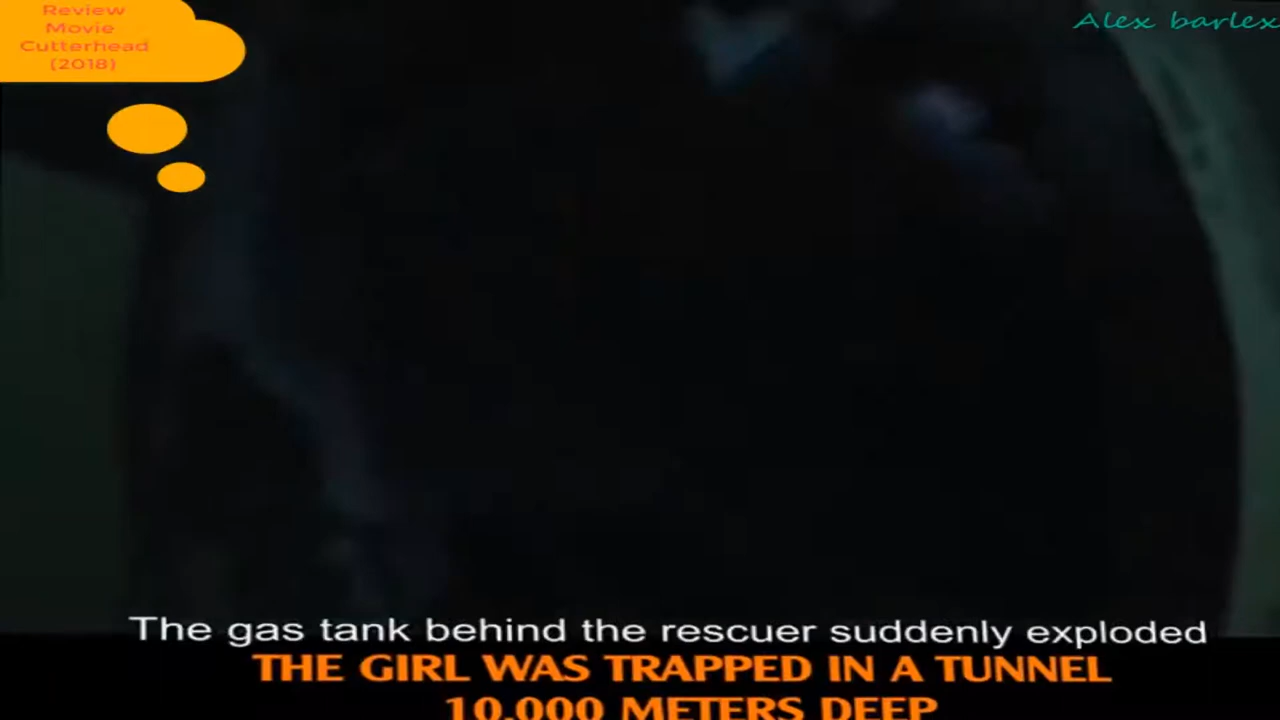 Review
Movie
Cutterhead
(2018)
Alex barlex
The gas tank behind the rescuer suddenly exploded
THE GIRL WAS TRAPPED IN A TUNNEL
10.000 METERS DEEP